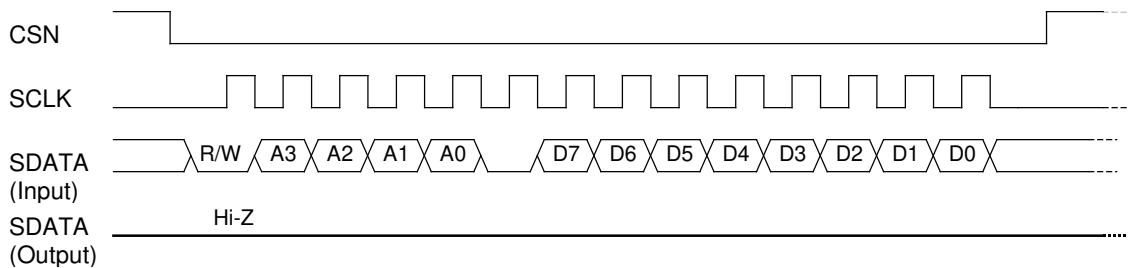 CSN
SCLK
SDATA
(Input)
R/W A3 A2 A1 A0 D7 D6 D5 D4 D3 D2 D1 D0
SDATA
(Output)
Hi-Z